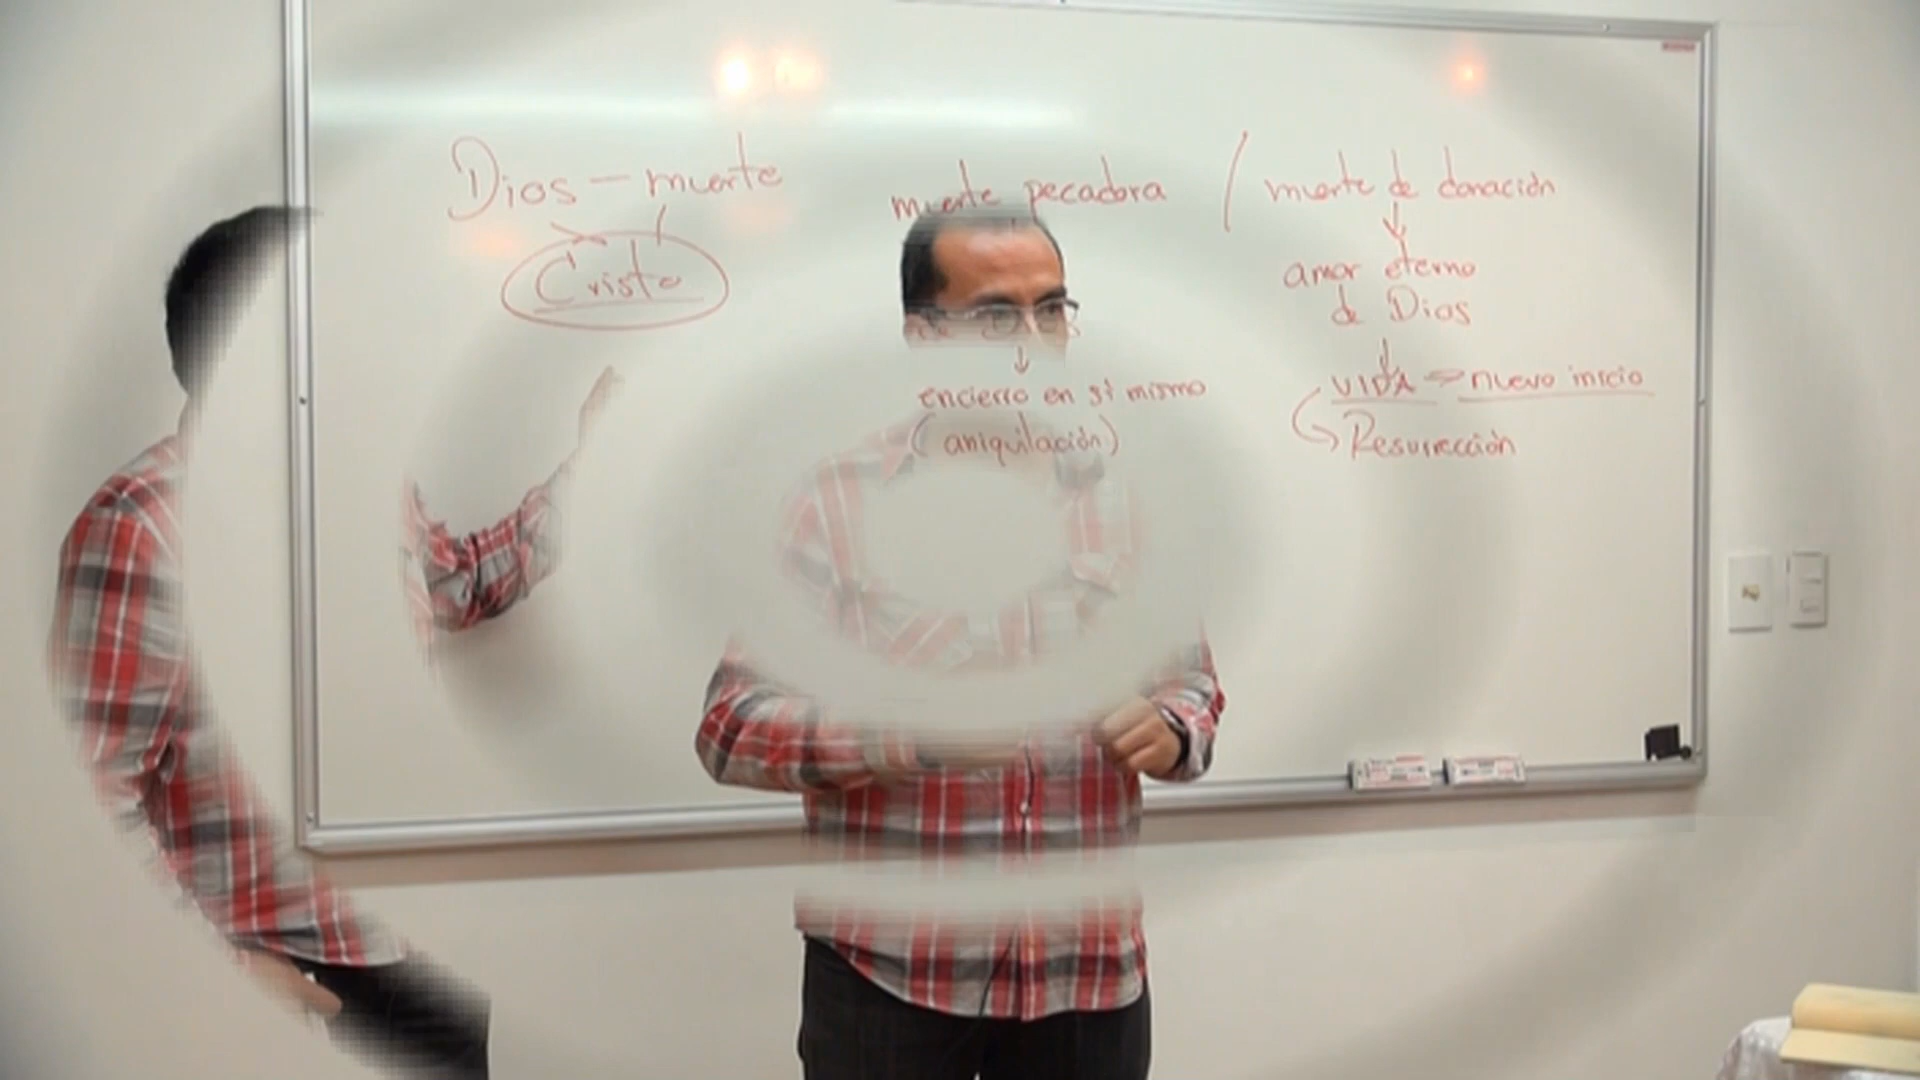 Dios — muerte
Cristo
muerte pecadora
encierro en sí mismo
(aniquilación)
/ muerte de donación
amor eterno
de Dios
VIDA → nuevo inicio
Resurrección